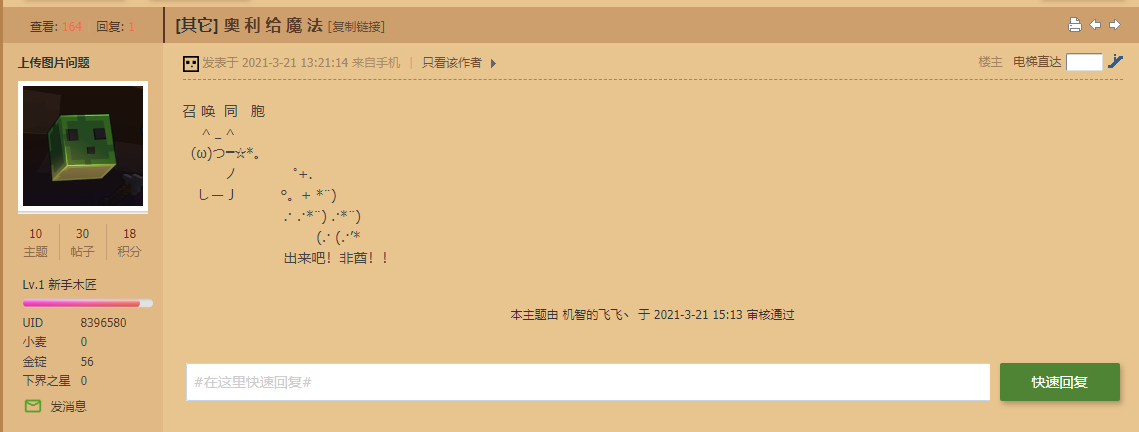 查看: 164 回复: 1
[其它] 奥 利 给 魔 法 [复制链接]
上传图片问题
发表于 2021-3-21 13:21:14 来自手机 | 只看该作者
楼主 电梯直达
召 唤 同 胞
^ _ ^
(ω)つ━☆*。
ノ ゚+.
しーJ °。+ *¨)
.· .·*¨) .·*¨)
(.· (.·'*
出来吧！非酋！！
10 30 18
主题 帖子 积分
Lv.1 新手木匠
UID 8396580
小麦 0
金锭 56
下界之星 0
发消息
本主题由 机智的飞飞丶 于 2021-3-21 15:13 审核通过
#在这里快速回复#
快速回复